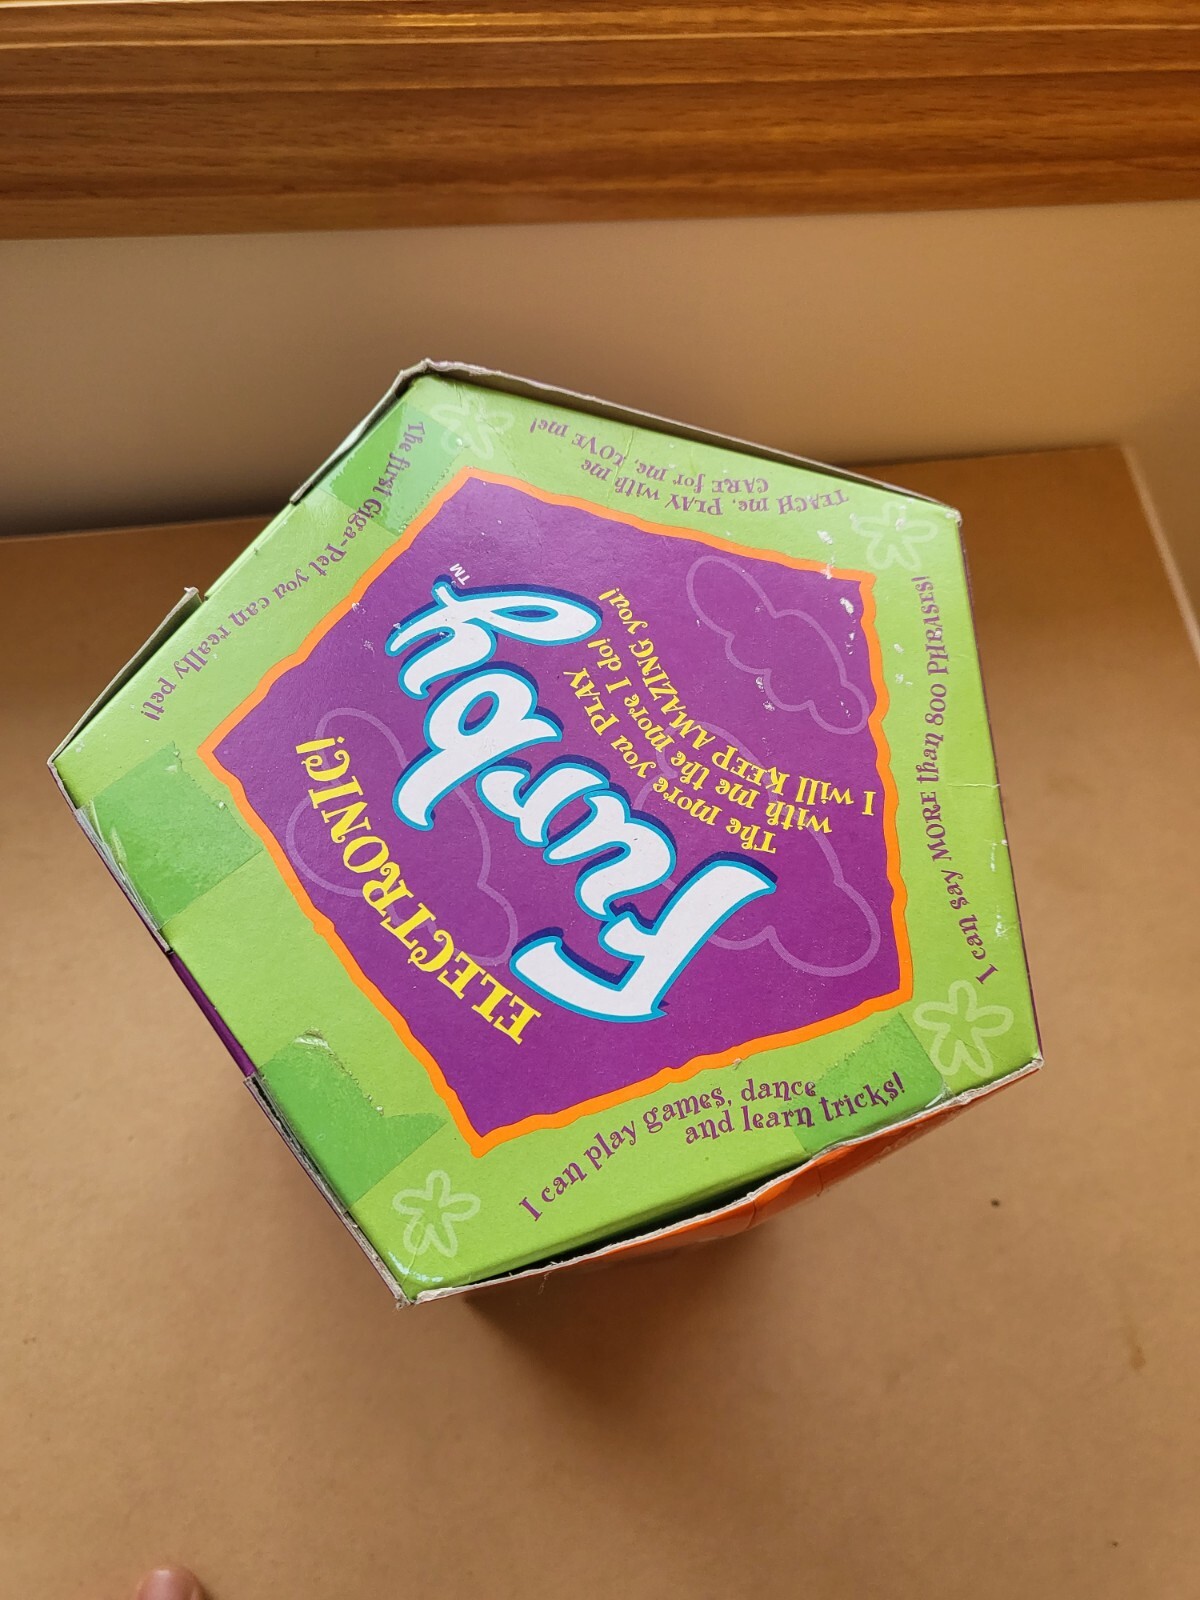 ELECTRONIC!
Furby™
The more you PLAY
with me the more I do!
I will KEEP AMAZING you!
The first Giga-Pet you can really pet!
TEACH me, PLAY with me
CARE for me, LOVE me!
I can say MORE than 800 PHRASES!
I can play games, dance
and learn tricks!